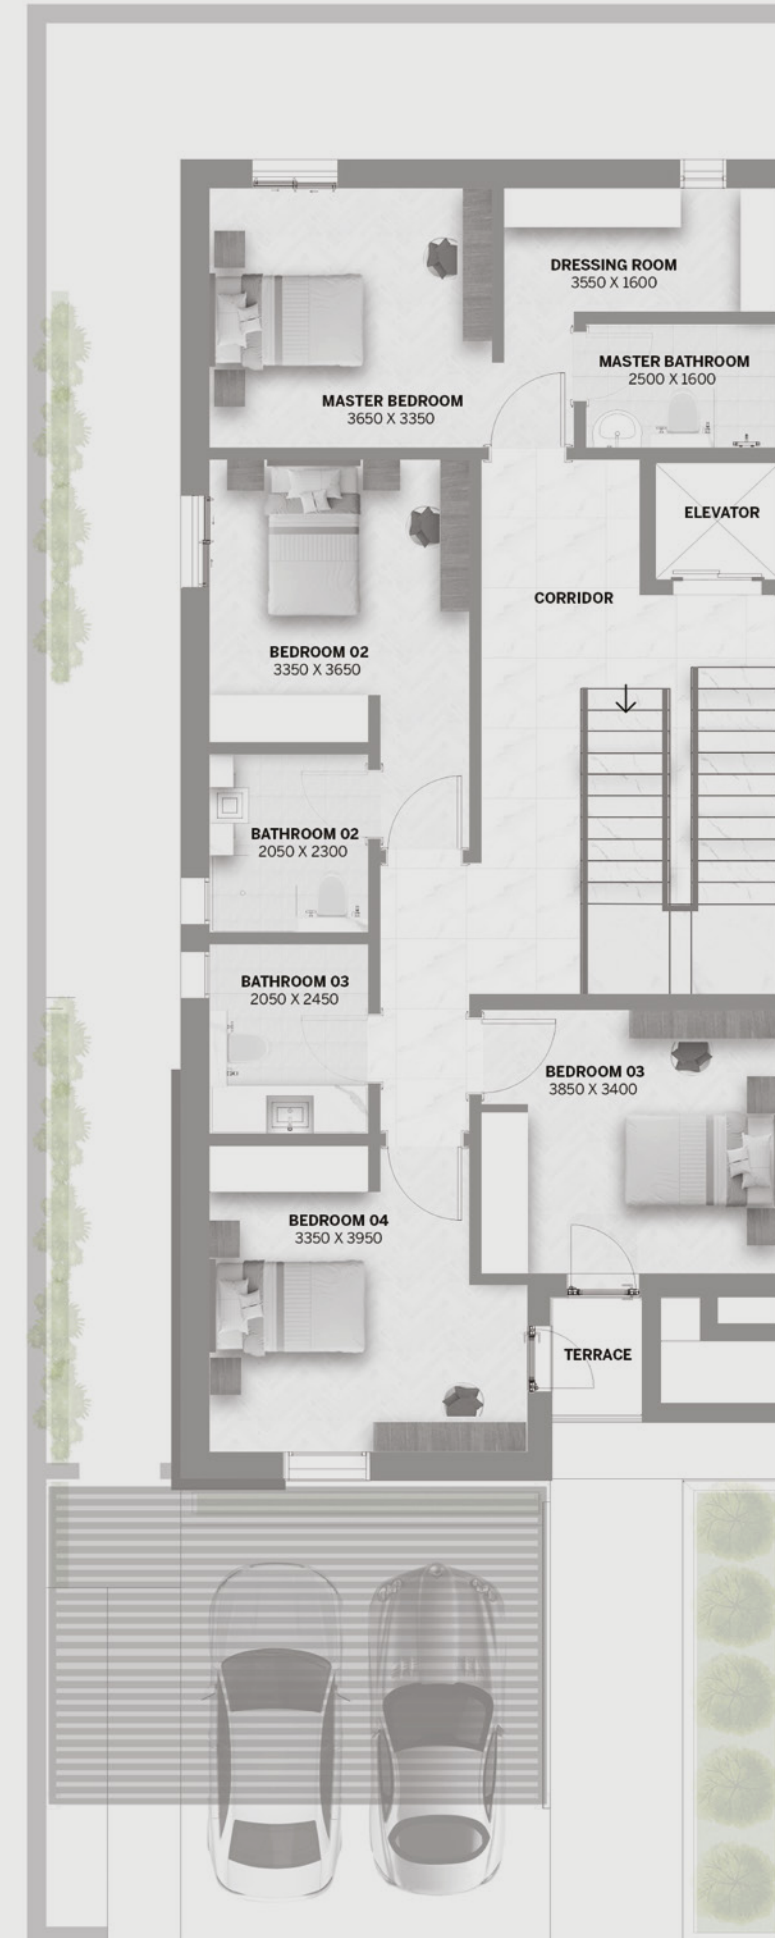 DRESSING ROOM
3550 X 1600
MASTER BATHROOM
2500 X 1600
MASTER BEDROOM
3650 X 3350
ELEVATOR
CORRIDOR
BEDROOM 02
3350 X 3650
BATHROOM 02
2050 X 2300
BATHROOM 03
2050 X 2450
BEDROOM 03
3850 X 3400
BEDROOM 04
3350 X 3950
TERRACE